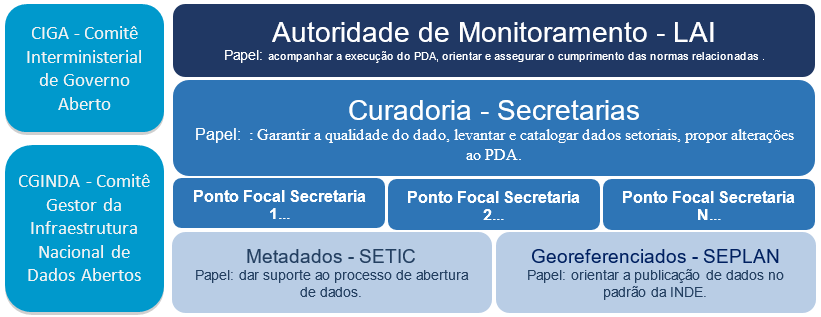 CIGA - Comitê
Interministerial
de Governo
Aberto
CGINDA - Comitê
Gestor da
Infraestrutura
Nacional de
Dados Abertos
Autoridade de Monitoramento - LAI
Papel: acompanhar a execução do PDA, orientar e assegurar o cumprimento das normas relacionadas .
Curadoria - Secretarias
Papel: : Garantir a qualidade do dado, levantar e catalogar dados setoriais, propor alterações
ao PDA.
Ponto Focal Secretaria
1...
Ponto Focal Secretaria
2...
Ponto Focal Secretaria
N...
Metadados - SETIC
Papel: dar suporte ao processo de abertura
de dados.
Georeferenciados - SEPLAN
Papel: orientar a publicação de dados no
padrão da INDE.